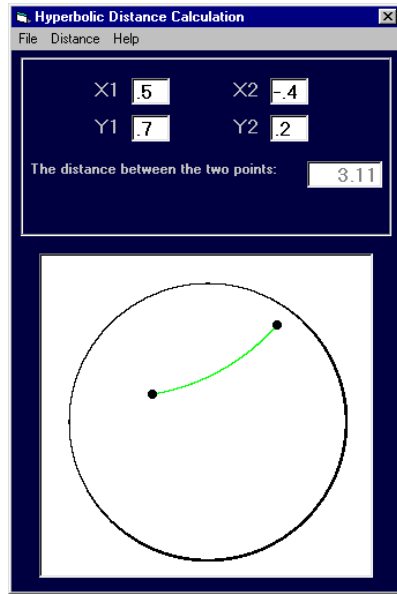 Hyperbolic Distance Calculation
File Distance Help
X1 .5 X2 -.4
Y1 .7 Y2 .2
The distance between the two points: 3.11